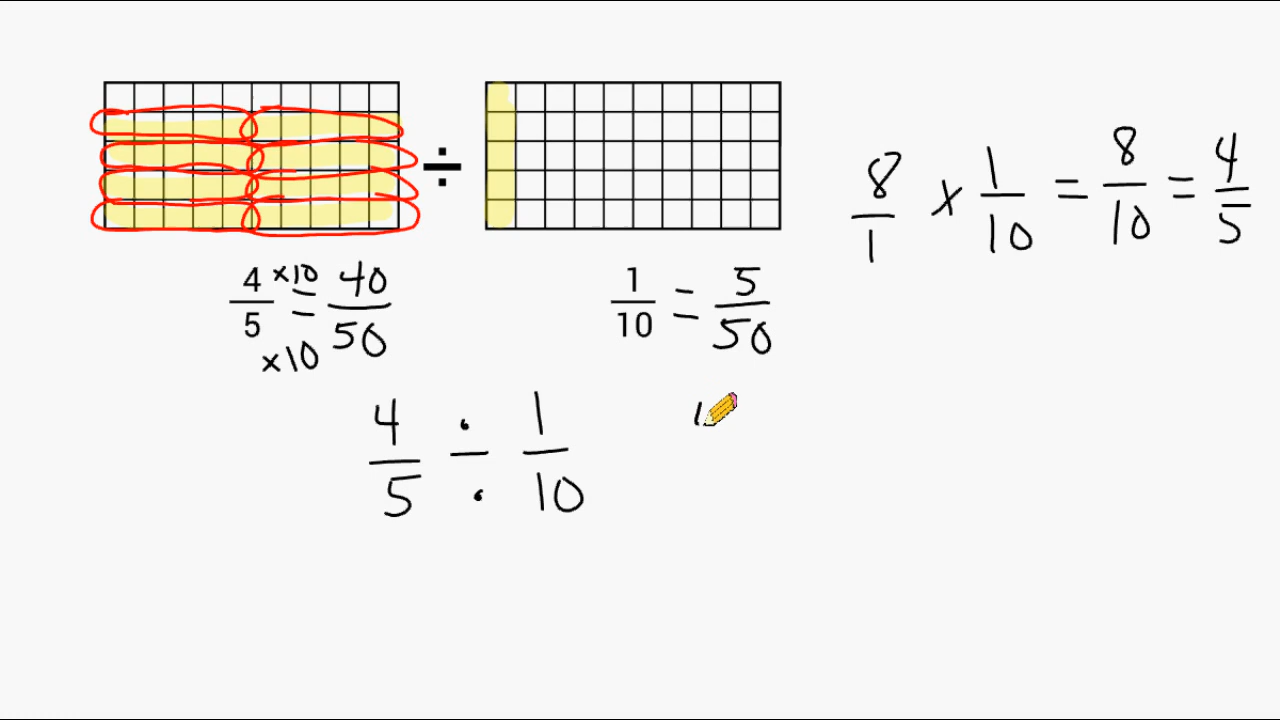 ÷
8/1 × 1/10 = 8/10 = 4/5
4/5 ×10 ×10 = 40/50
1/10 = 5/50
4/5 ÷ 1/10